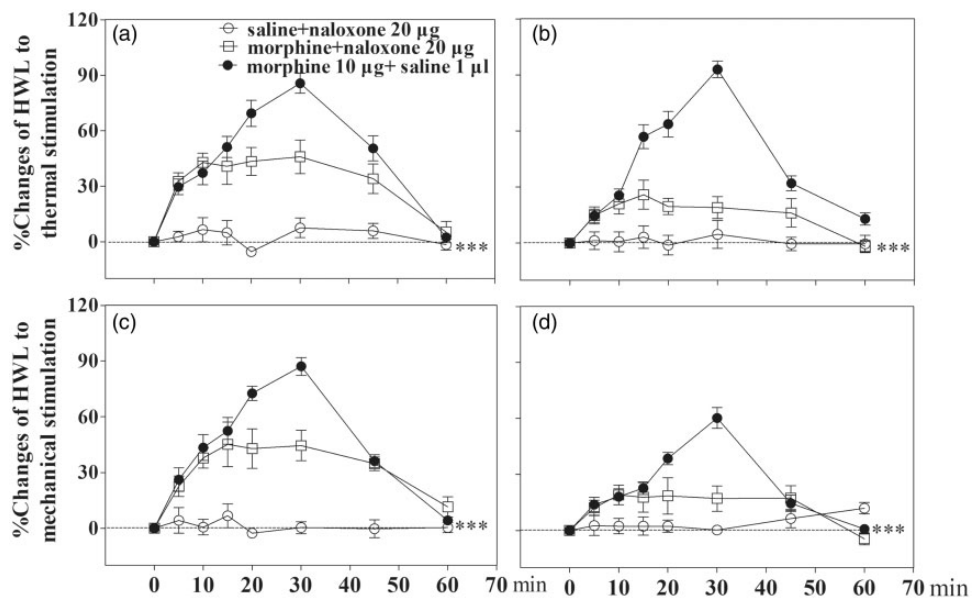 (a)
saline+naloxone 20 µg
morphine+naloxone 20 µg
morphine 10 µg+ saline 1 µl
120
90
60
30
0
%Changes of HWL to
thermal stimulation
***
(b)
***
(c)
120
90
60
30
0
%Changes of HWL to
mechanical stimulation
***
0 10 20 30 40 50 60 70 min
(d)
***
0 10 20 30 40 50 60 70 min